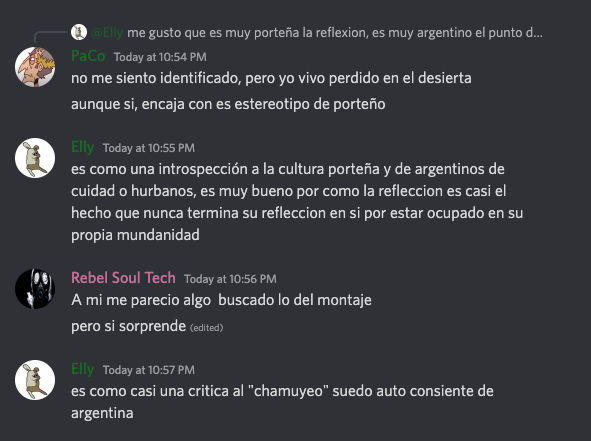 @Elly me gusto que es muy porteña la reflexion, es muy argentino el punto d...
PaCo Today at 10:54 PM
no me siento identificado, pero yo vivo perdido en el desierta
aunque si, encaja con es estereotipo de porteño
Elly Today at 10:55 PM
es como una introspección a la cultura porteña y de argentinos de
cuidad o hurbanos, es muy bueno por como la refleccion es casi el
hecho que nunca termina su refleccion en si por estar ocupado en su
propia mundanidad
Rebel Soul Tech Today at 10:56 PM
A mi me parecio algo buscado lo del montaje
pero si sorprende (edited)
Elly Today at 10:57 PM
es como casi una critica al "chamuyeo" suedo auto consiente de
argentina